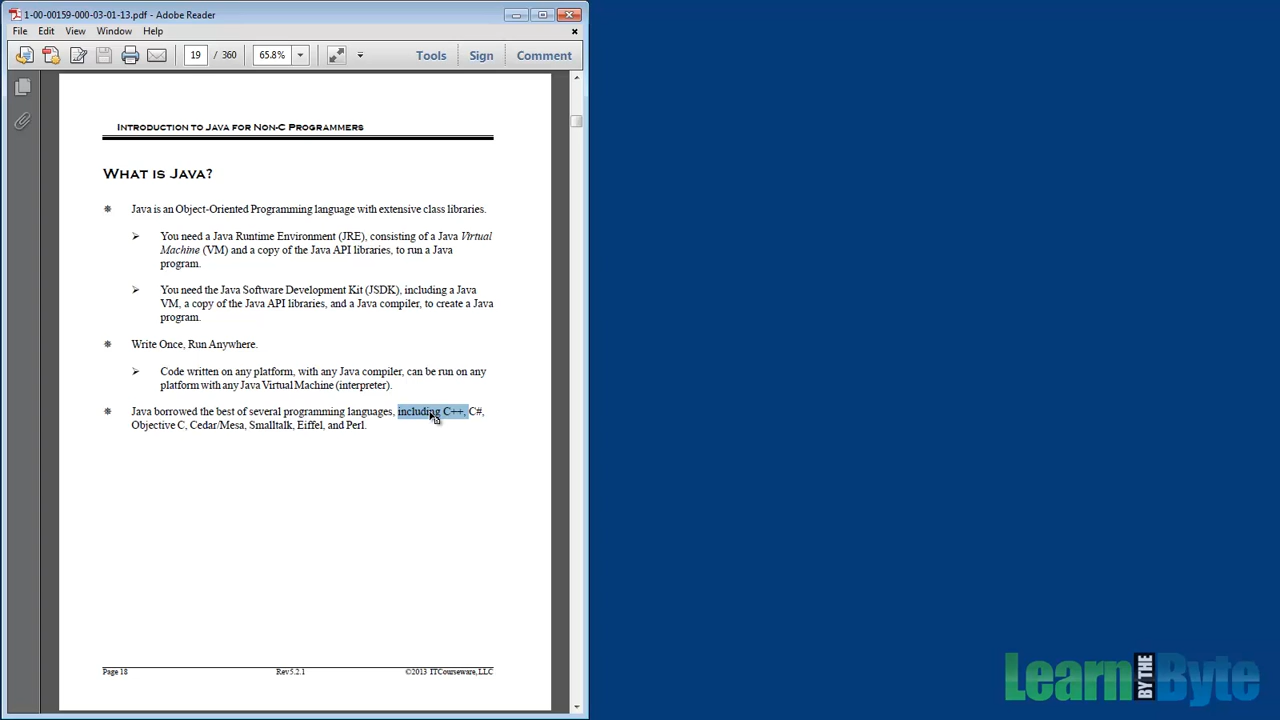 1-00-00159-000-03-01-13.pdf - Adobe Reader
File Edit View Window Help
19 / 360 65.8% Tools Sign Comment
Introduction to Java for Non-C Programmers
What is Java?
Java is an Object-Oriented Programming language with extensive class libraries.
You need a Java Runtime Environment (JRE), consisting of a Java Virtual
Machine (VM) and a copy of the Java API libraries, to run a Java
program.
You need the Java Software Development Kit (JSDK), including a Java
VM, a copy of the Java API libraries, and a Java compiler, to create a Java
program.
Write Once, Run Anywhere.
Code written on any platform, with any Java compiler, can be run on any
platform with any Java Virtual Machine (interpreter).
Java borrowed the best of several programming languages, including C++, C#,
Objective C, Cedar/Mesa, Smalltalk, Eiffel, and Perl.
Page 18 Rev 5.2.1 ©2013 ITCourseware, LLC
Learn BY THE Byte